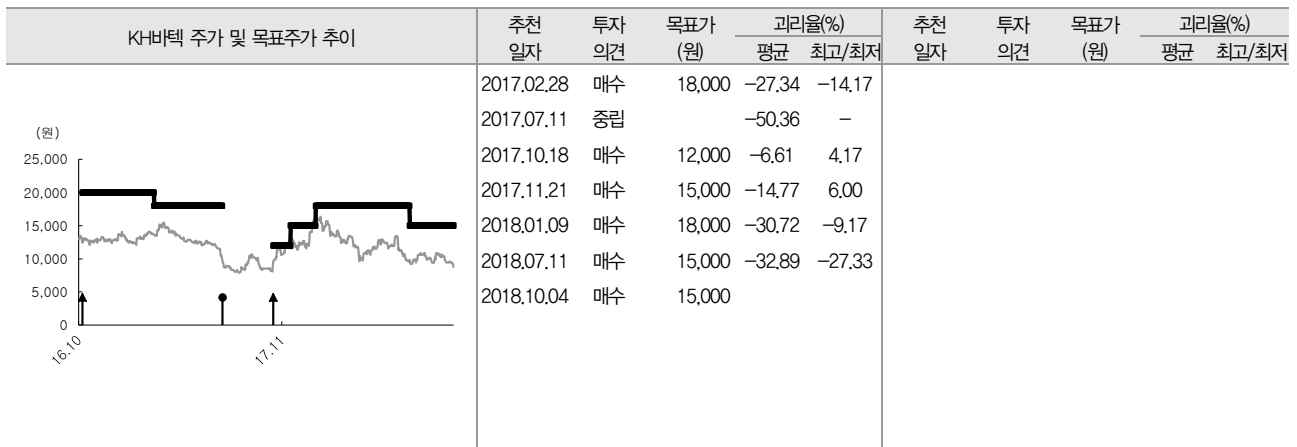 KH바텍 주가 및 목표주가 추이
추천 투자 목표가 괴리율(%) 추천 투자 목표가 괴리율(%)
일자 의견 (원) 평균 최고/최저 일자 의견 (원) 평균 최고/최저
2017.02.28 매수 18,000 -27.34 -14.17
2017.07.11 중립 -50.36 -
2017.10.18 매수 12,000 -6.61 4.17
2017.11.21 매수 15,000 -14.77 6.00
2018.01.09 매수 18,000 -30.72 -9.17
2018.07.11 매수 15,000 -32.89 -27.33
2018.10.04 매수 15,000
(원)
25,000
20,000
15,000
10,000
5,000
0
16.10 17.11